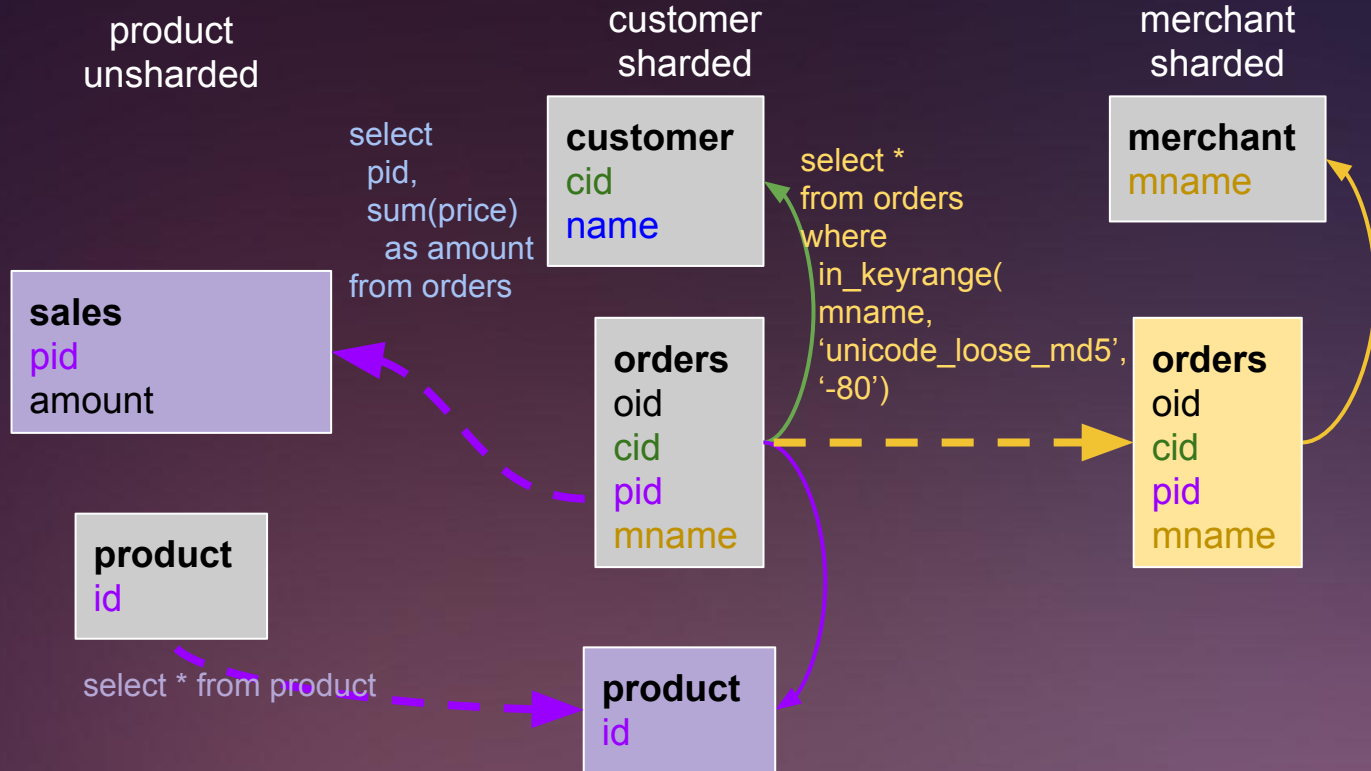 product
unsharded
customer
sharded
merchant
sharded
select
pid,
sum(price)
as amount
from orders
customer
cid
name
select *
from orders
where
in_keyrange(
mname,
‘unicode_loose_md5’,
‘-80’)
merchant
mname
sales
pid
amount
orders
oid
cid
pid
mname
orders
oid
cid
pid
mname
product
id
select * from product
product
id